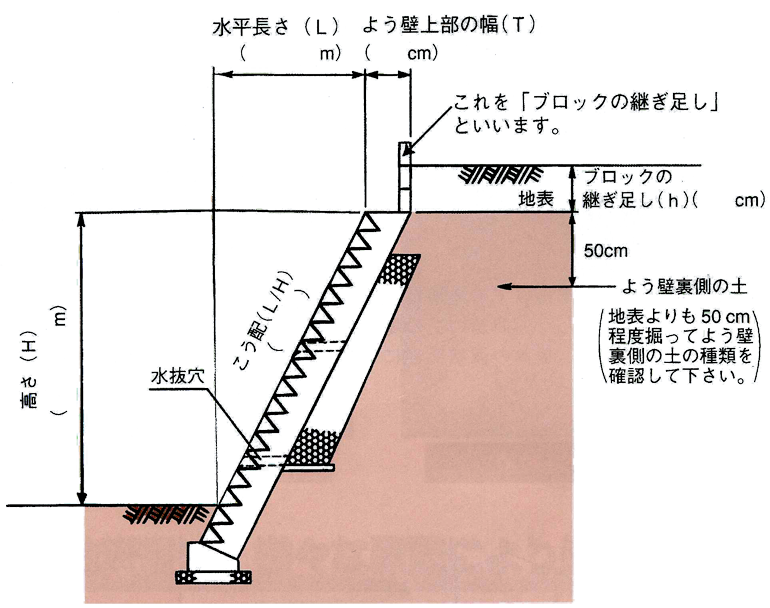 水平長さ(L)
(　　　m)
よう壁上部の幅(T)
(　　cm)
これを「ブロックの継ぎ足し」
といいます。
ブロックの
継ぎ足し(h)(　　cm)
地表
50cm
よう壁裏側の土
(地表よりも50cm
程度掘ってよう壁
裏側の土の種類を
確認して下さい。)
こう配(L/H)
(　　　)
高さ(H)
(　　　m)
水抜穴